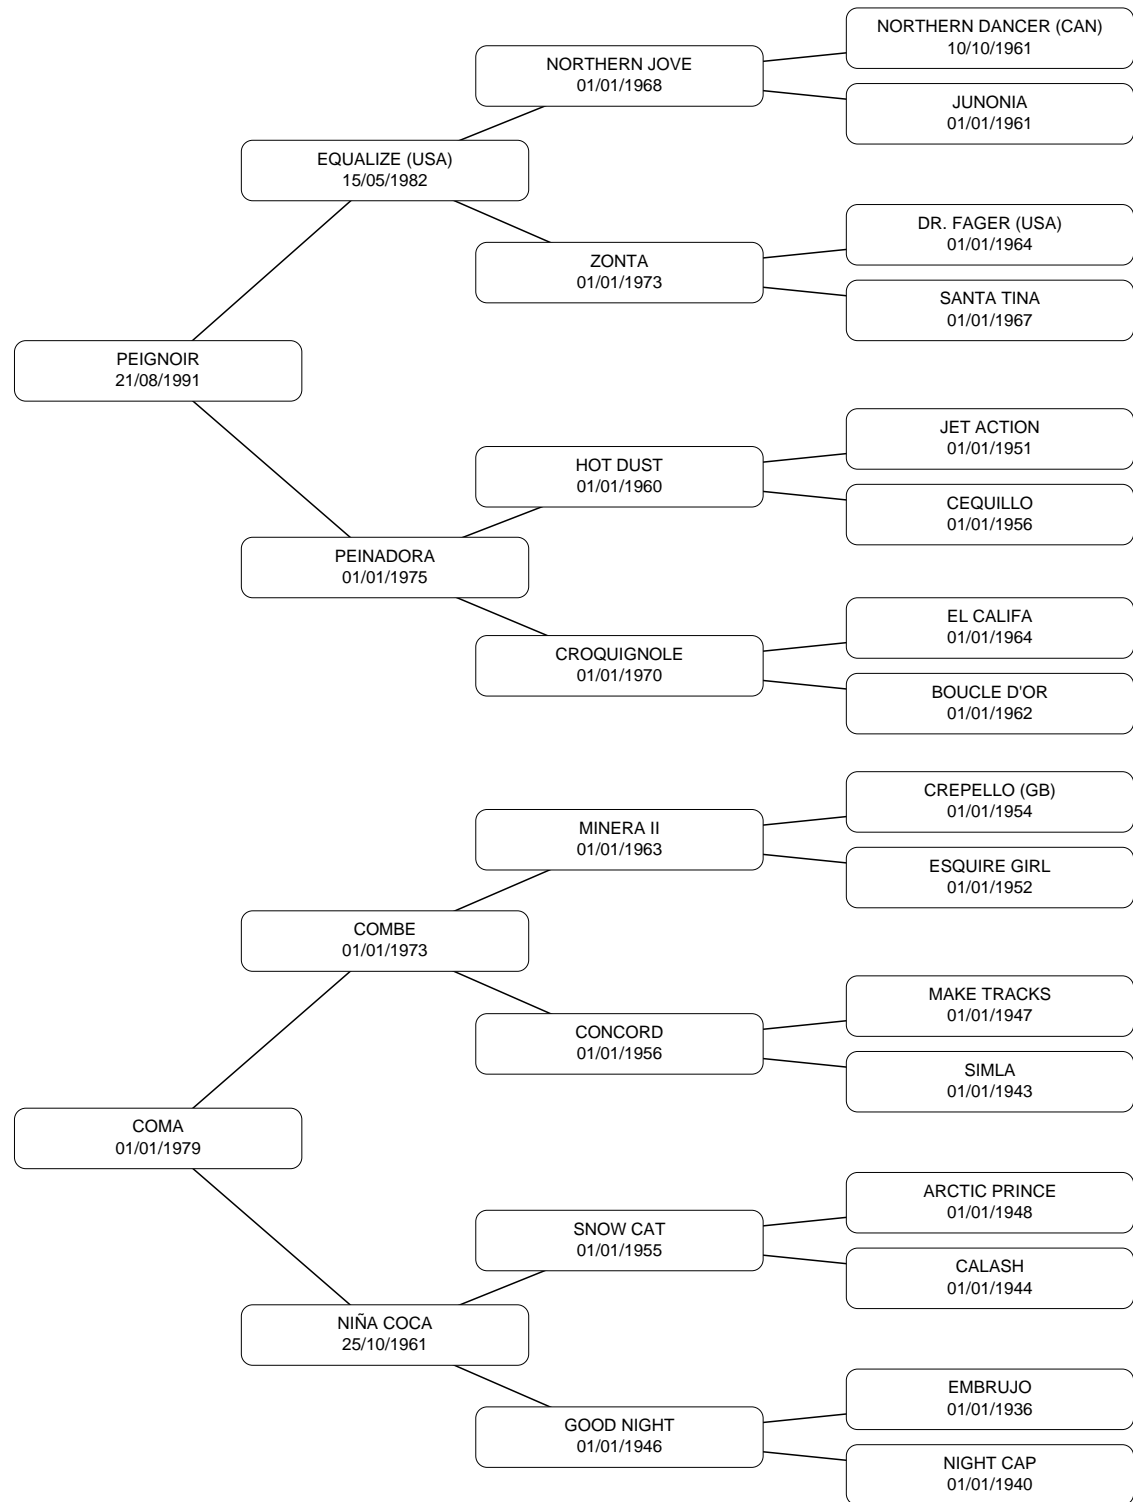 NORTHERN DANCER (CAN)
10/10/1961
NORTHERN JOVE
01/01/1968
JUNONIA
01/01/1961
EQUALIZE (USA)
15/05/1982
DR. FAGER (USA)
01/01/1964
ZONTA
01/01/1973
SANTA TINA
01/01/1967
PEIGNOIR
21/08/1991
JET ACTION
01/01/1951
HOT DUST
01/01/1960
CEQUILLO
01/01/1956
PEINADORA
01/01/1975
EL CALIFA
01/01/1964
CROQUIGNOLE
01/01/1970
BOUCLE D'OR
01/01/1962
CREPELLO (GB)
01/01/1954
MINERA II
01/01/1963
ESQUIRE GIRL
01/01/1952
COMBE
01/01/1973
MAKE TRACKS
01/01/1947
CONCORD
01/01/1956
SIMLA
01/01/1943
COMA
01/01/1979
ARCTIC PRINCE
01/01/1948
SNOW CAT
01/01/1955
CALASH
01/01/1944
NIÑA COCA
25/10/1961
EMBRUJO
01/01/1936
GOOD NIGHT
01/01/1946
NIGHT CAP
01/01/1940